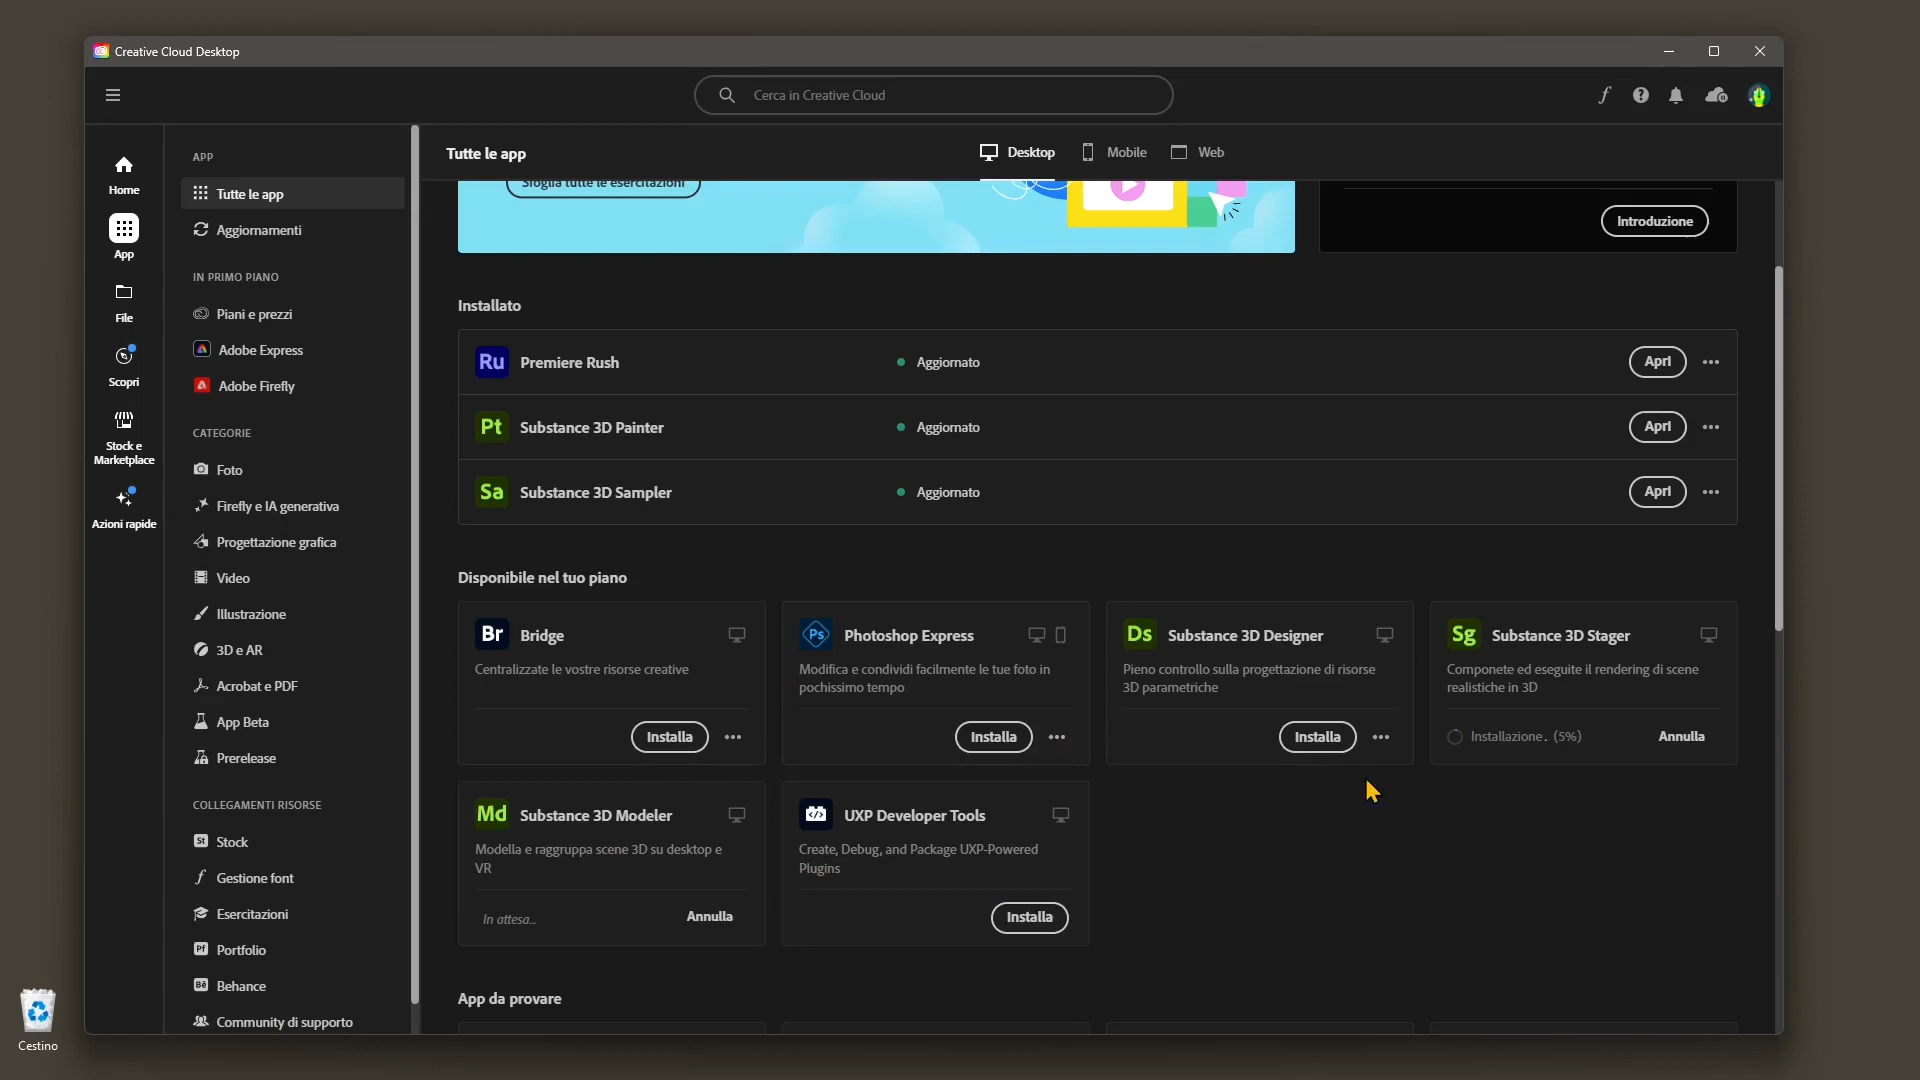 Creative Cloud Desktop
Cerca in Creative Cloud
Home
App
File
Scopri
Stock e
Marketplace
Azioni rapide
APP
Tutte le app
Aggiornamenti
IN PRIMO PIANO
Piani e prezzi
Adobe Express
Adobe Firefly
CATEGORIE
Foto
Firefly e IA generativa
Progettazione grafica
Video
Illustrazione
3D e AR
Acrobat e PDF
App Beta
Prerelease
COLLEGAMENTI RISORSE
St Stock
Gestione font
Esercitazioni
Pf Portfolio
Bē Behance
Community di supporto
Tutte le app
Desktop
Mobile
Web
Sfoglia tutte le esercitazioni
Introduzione
Installato
Ru Premiere Rush Aggiornato Apri
Pt Substance 3D Painter Aggiornato Apri
Sa Substance 3D Sampler Aggiornato Apri
Disponibile nel tuo piano
Br Bridge
Centralizzate le vostre risorse creative
Installa
Ps Photoshop Express
Modifica e condividi facilmente le tue foto in
pochissimo tempo
Installa
Ds Substance 3D Designer
Pieno controllo sulla progettazione di risorse
3D parametriche
Installa
Sg Substance 3D Stager
Componete ed eseguite il rendering di scene
realistiche in 3D
Installazione. (5%) Annulla
Md Substance 3D Modeler
Modella e raggruppa scene 3D su desktop e
VR
In attesa... Annulla
UXP Developer Tools
Create, Debug, and Package UXP-Powered
Plugins
Installa
App da provare
Cestino